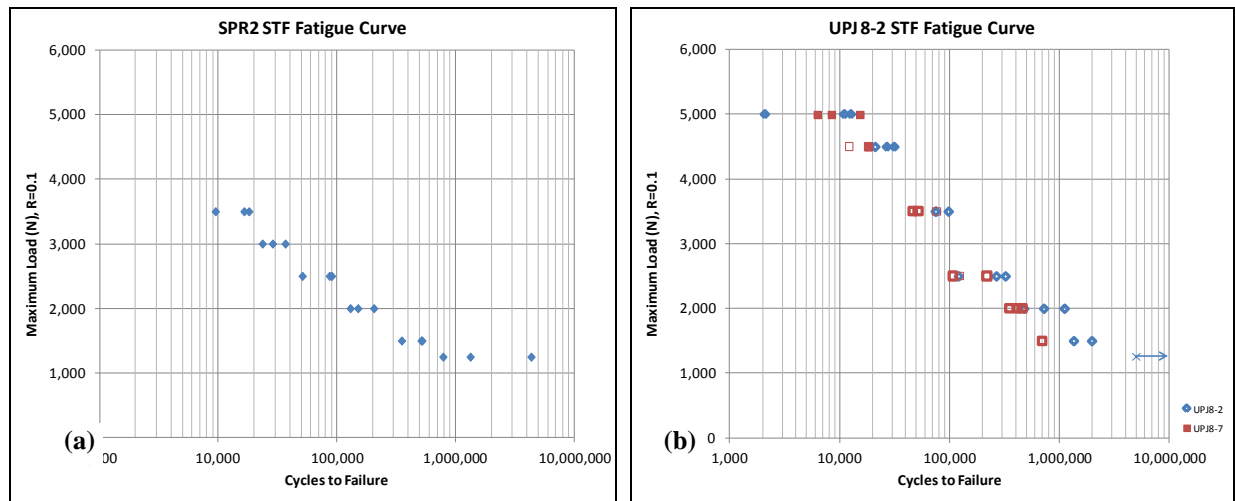 SPR2 STF Fatigue Curve
6,000
5,000
4,000
3,000
2,000
1,000
Maximum Load (N), R=0.1
(a)
00
10,000
100,000
1,000,000
10,000,000
Cycles to Failure
UPJ8-2 STF Fatigue Curve
6,000
5,000
4,000
3,000
2,000
1,000
0
Maximum Load (N), R=0.1
(b)
UPJ8-2
UPJ8-7
1,000
10,000
100,000
1,000,000
10,000,000
Cycles to Failure